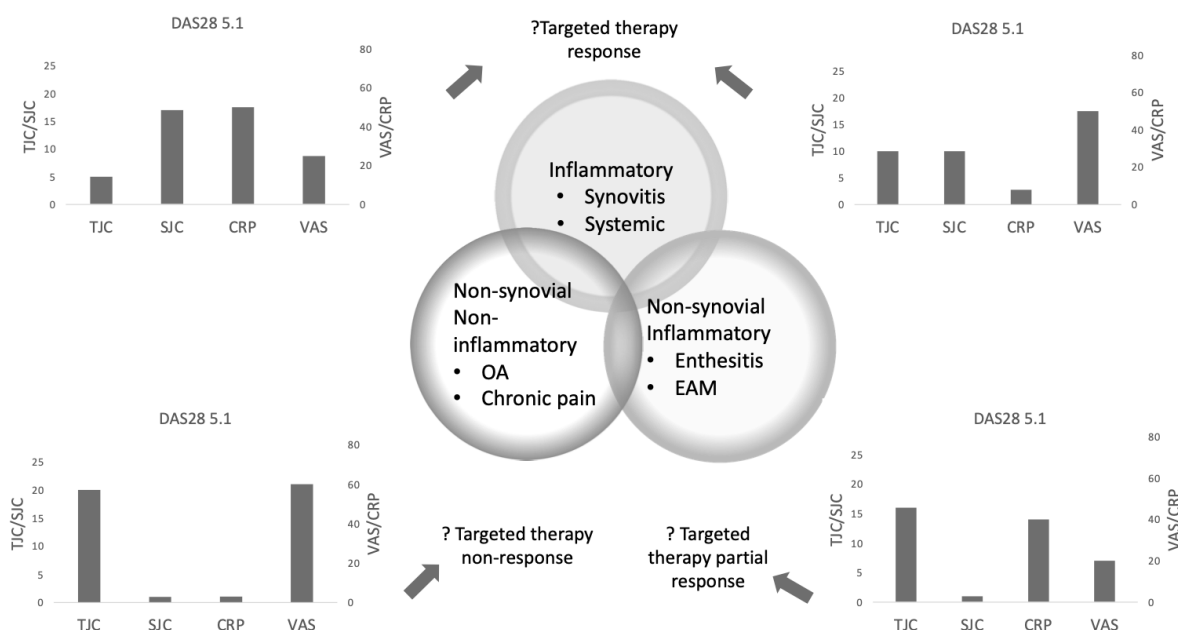 DAS28 5.1
TJC/SJC
25
20
15
10
5
0
80
60
40
20
0
VAS/CRP
TJC SJC CRP VAS
?Targeted therapy
response
DAS28 5.1
TJC/SJC
25
20
15
10
5
0
80
60
40
20
0
VAS/CRP
TJC SJC CRP VAS
Inflammatory
• Synovitis
• Systemic
Non-synovial
Non-
inflammatory
• OA
• Chronic pain
Non-synovial
Inflammatory
• Enthesitis
• EAM
DAS28 5.1
TJC/SJC
25
20
15
10
5
0
80
60
40
20
0
VAS/CRP
TJC SJC CRP VAS
? Targeted therapy
non-response
? Targeted
therapy partial
response
DAS28 5.1
TJC/SJC
25
20
15
10
5
0
80
60
40
20
0
VAS/CRP
TJC SJC CRP VAS